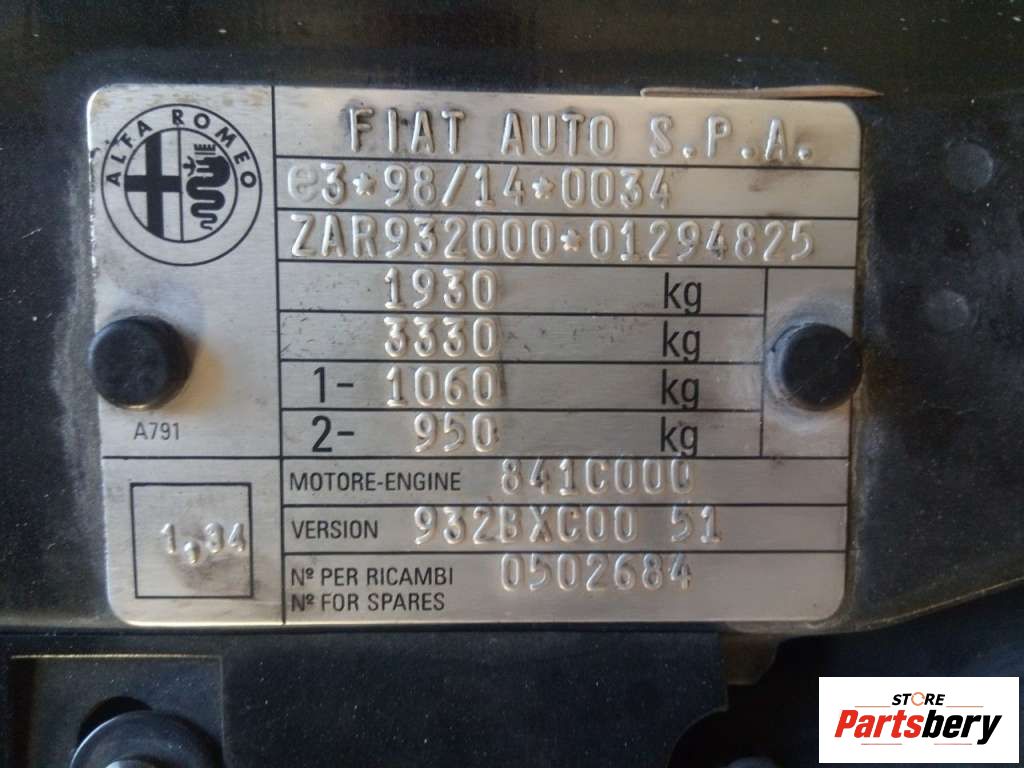 ALFA ROMEO
FIAT AUTO S.P.A.
e3*98/14*0034
ZAR932000*01294825
1930 kg
3330 kg
1- 1060 kg
2- 950 kg
A791
MOTORE-ENGINE 841C000
VERSION 932BXC00 51
1,34
Nº PER RICAMBI 0502684
Nº FOR SPARES
STORE
Partsbery